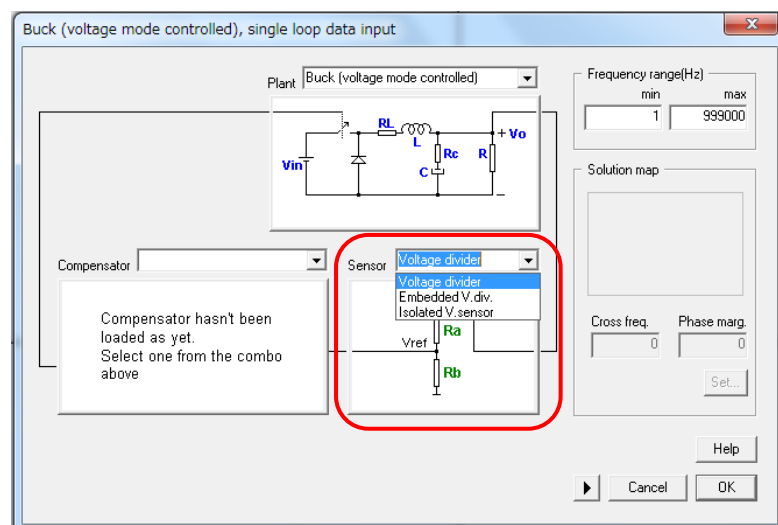 Buck (voltage mode controlled), single loop data input
Plant Buck (voltage mode controlled)
RL
L
+ Vo
Vin
Rc
R
C
Frequency range(Hz)
min max
1 999000
Solution map
Compensator
Sensor Voltage divider
Voltage divider
Embedded V.div.
Isolated V.sensor
Compensator hasn't been
loaded as yet.
Select one from the combo
above
Ra
Vref
Rb
Cross freq. Phase marg.
0 0
Set...
Help
Cancel OK